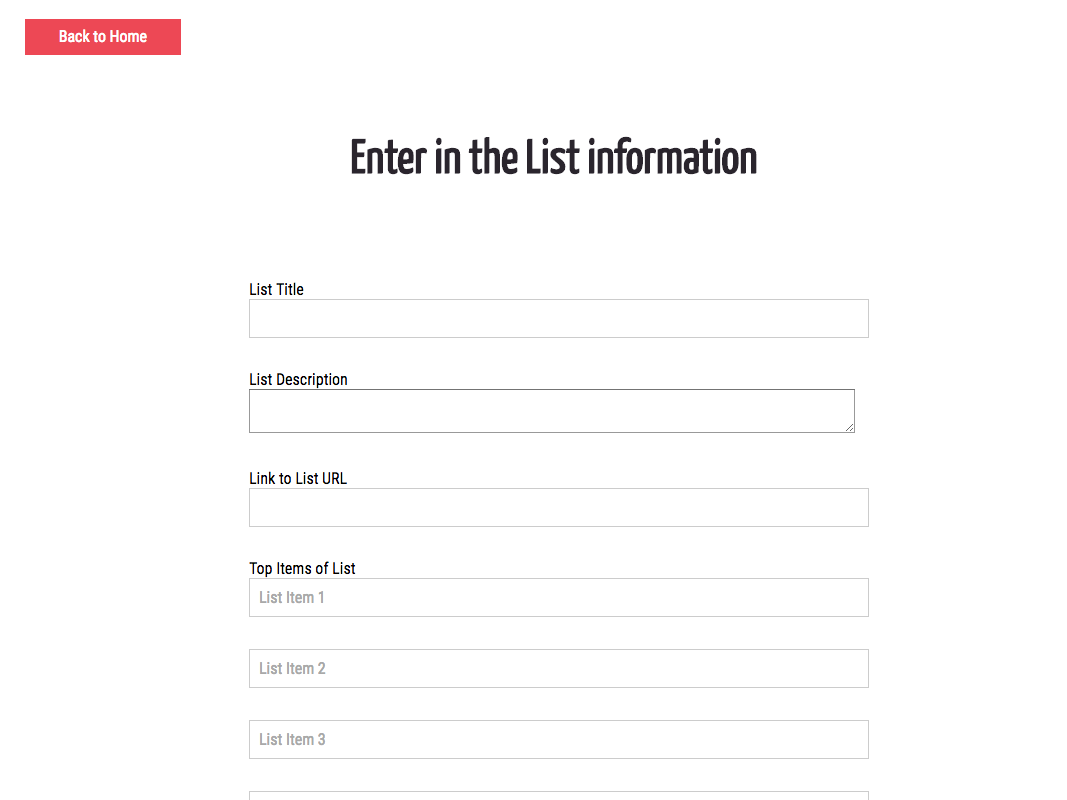 Back to Home
Enter in the List information
List Title
List Description
Link to List URL
Top Items of List
List Item 1
List Item 2
List Item 3